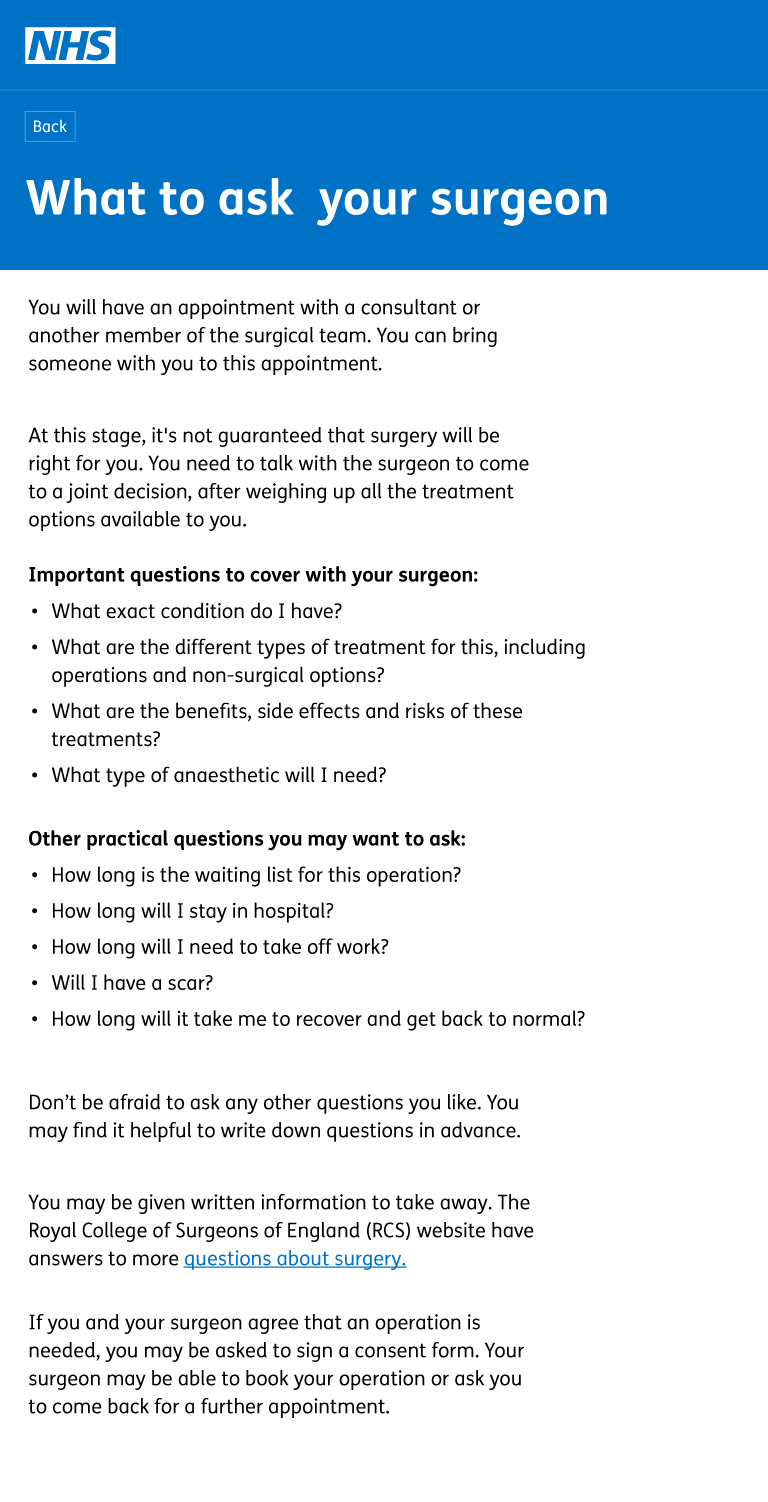 NHS
Back
What to ask  your surgeon
You will have an appointment with a consultant or
another member of the surgical team. You can bring
someone with you to this appointment.
At this stage, it's not guaranteed that surgery will be
right for you. You need to talk with the surgeon to come
to a joint decision, after weighing up all the treatment
options available to you.
Important questions to cover with your surgeon:
• What exact condition do I have?
• What are the different types of treatment for this, including
operations and non-surgical options?
• What are the benefits, side effects and risks of these
treatments?
• What type of anaesthetic will I need?
Other practical questions you may want to ask:
• How long is the waiting list for this operation?
• How long will I stay in hospital?
• How long will I need to take off work?
• Will I have a scar?
• How long will it take me to recover and get back to normal?
Don’t be afraid to ask any other questions you like. You
may find it helpful to write down questions in advance.
You may be given written information to take away. The
Royal College of Surgeons of England (RCS) website have
answers to more questions about surgery.
If you and your surgeon agree that an operation is
needed, you may be asked to sign a consent form. Your
surgeon may be able to book your operation or ask you
to come back for a further appointment.